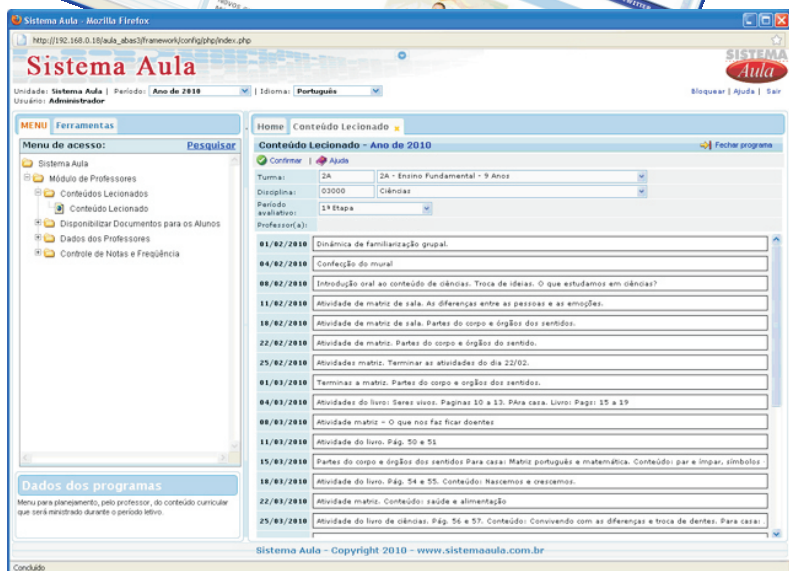 Sistema Aula - Mozilla Firefox
http://192.168.0.18/aula_abas3/framework/config/php/index.php
Sistema Aula
SISTEMA
Aula
Unidade: Sistema Aula | Período: Ano de 2010 | Idioma: Português
Bloquear | Ajuda | Sair
Usuário: Administrador
MENU Ferramentas
Menu de acesso: Pesquisar
Sistema Aula
Módulo de Professores
Conteúdos Lecionados
Conteúdo Lecionado
Disponibilizar Documentos para os Alunos
Dados dos Professores
Controle de Notas e Freqüência
Dados dos programas
Menu para planejamento, pelo professor, do conteúdo curricular
que será ministrado durante o período letivo.
Home Conteúdo Lecionado x
Conteúdo Lecionado - Ano de 2010 Fechar programa
Confirmar | Ajuda
Turma: 2A 2A - Ensino Fundamental - 9 Anos
Disciplina: 03000 Ciências
Período
avaliativo: 1ª Etapa
Professor(a):
01/02/2010 Dinâmica de familiarização grupal.
04/02/2010 Confecção do mural
08/02/2010 Introdução oral ao conteúdo de ciências. Troca de ideias. O que estudamos em ciências?
11/02/2010 Atividade de matriz de sala. As diferenças entre as pessoas e as emoções.
18/02/2010 Atividade de matriz de sala. Partes do corpo e órgãos dos sentidos.
22/02/2010 Atividade de matriz. Partes do corpo e órgãos do sentido.
25/02/2010 Atividades matriz. Terminar as atividades do dia 22/02.
01/03/2010 Terminas a matriz. Partes do corpo e orgãos dos sentidos.
04/03/2010 Atividades do livro: Seres vivos. Paginas 10 a 13. PAra casa. Livro: Pags: 15 a 19
08/03/2010 Atividade matriz - O que nos faz ficar doentes
11/03/2010 Atividade do livro. Pág. 50 e 51
15/03/2010 Partes do corpo e órgãos dos sentidos Para casa: Matriz português e matemática. Conteúdo: par e ímpar, símbolos
18/03/2010 Atividade do livro. Pág. 54 e 55. Conteúdo: Nascemos e crescemos.
22/03/2010 Atividade matriz. Conteúdo: saúde e alimentação
25/03/2010 Atividade do livro de ciências. Pág. 56 e 57. Conteúdo: Convivendo com as diferenças e troca de dentes. Para casa:
Sistema Aula - Copyright 2010 - www.sistemaaula.com.br
Concluído